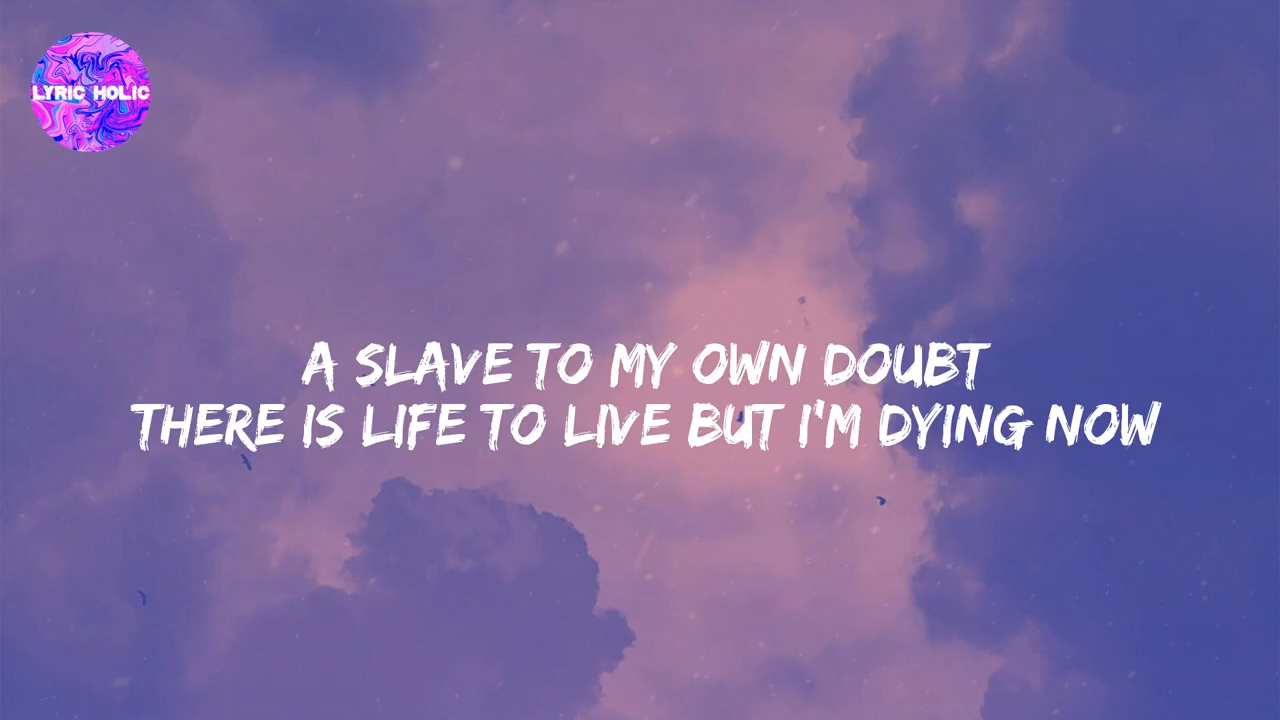 LYRIC HOLIC
A SLAVE TO MY OWN DOUBT
THERE IS LIFE TO LIVE BUT I'M DYING NOW